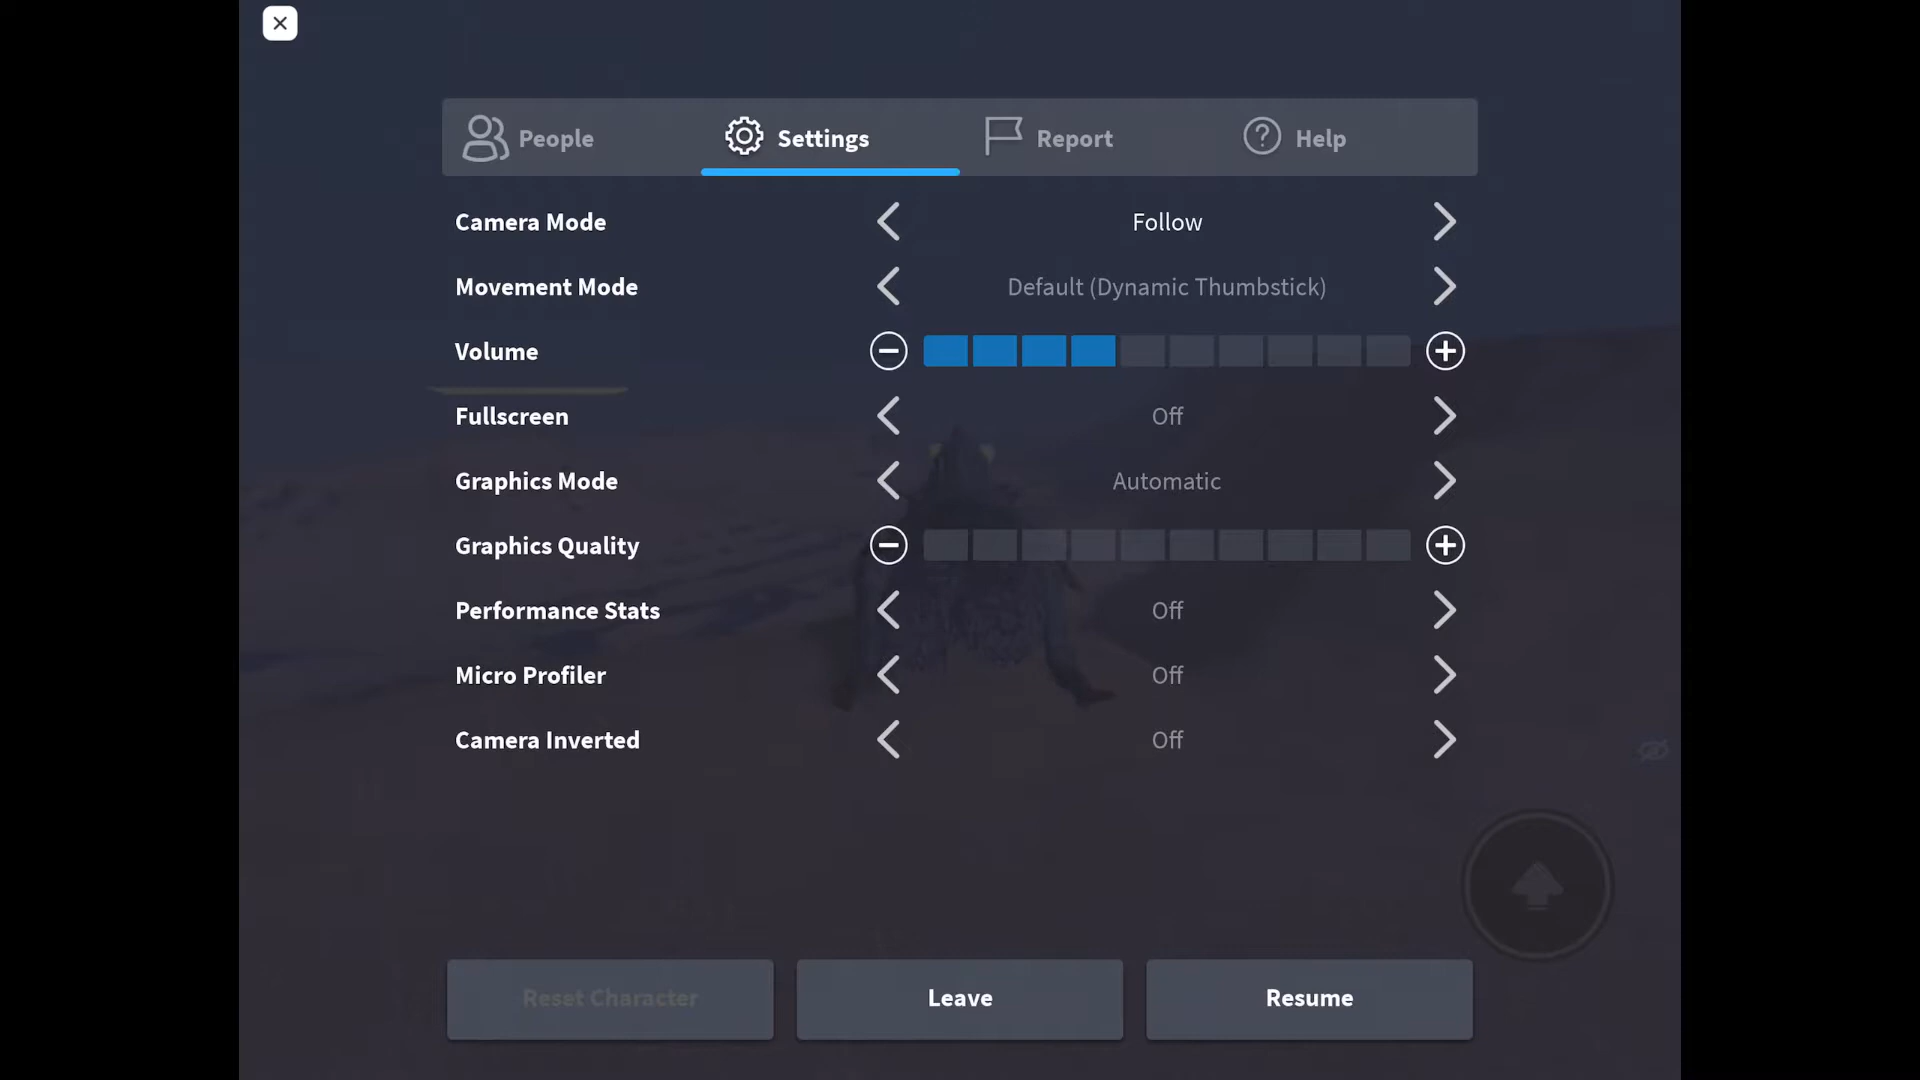 People Settings Report Help
Camera Mode Follow
Movement Mode Default (Dynamic Thumbstick)
Volume
Fullscreen Off
Graphics Mode Automatic
Graphics Quality
Performance Stats Off
Micro Profiler Off
Camera Inverted Off
Reset Character Leave Resume